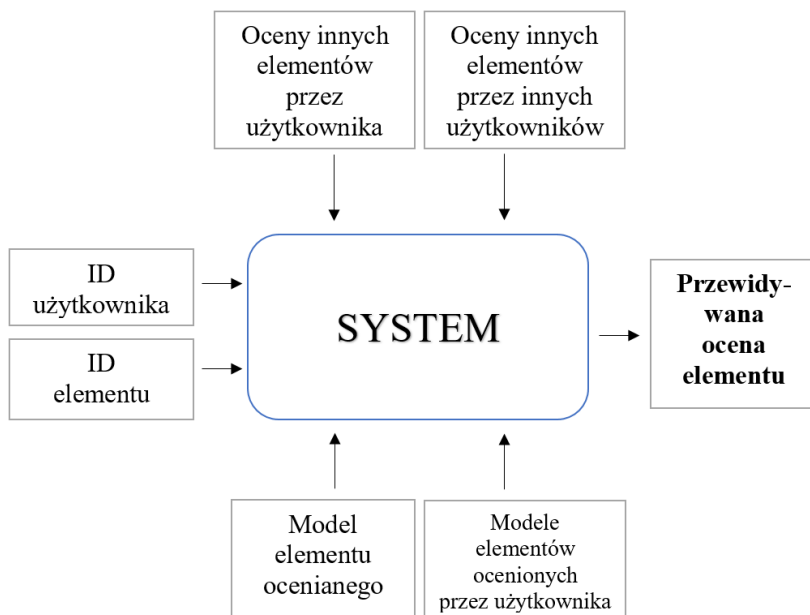 Oceny innych
elementów
przez
użytkownika
Oceny innych
elementów
przez innych
użytkowników
ID
użytkownika
ID
elementu
SYSTEM
Przewidy-
wana
ocena
elementu
Model
elementu
ocenianego
Modele
elementów
ocenionych
przez użytkownika